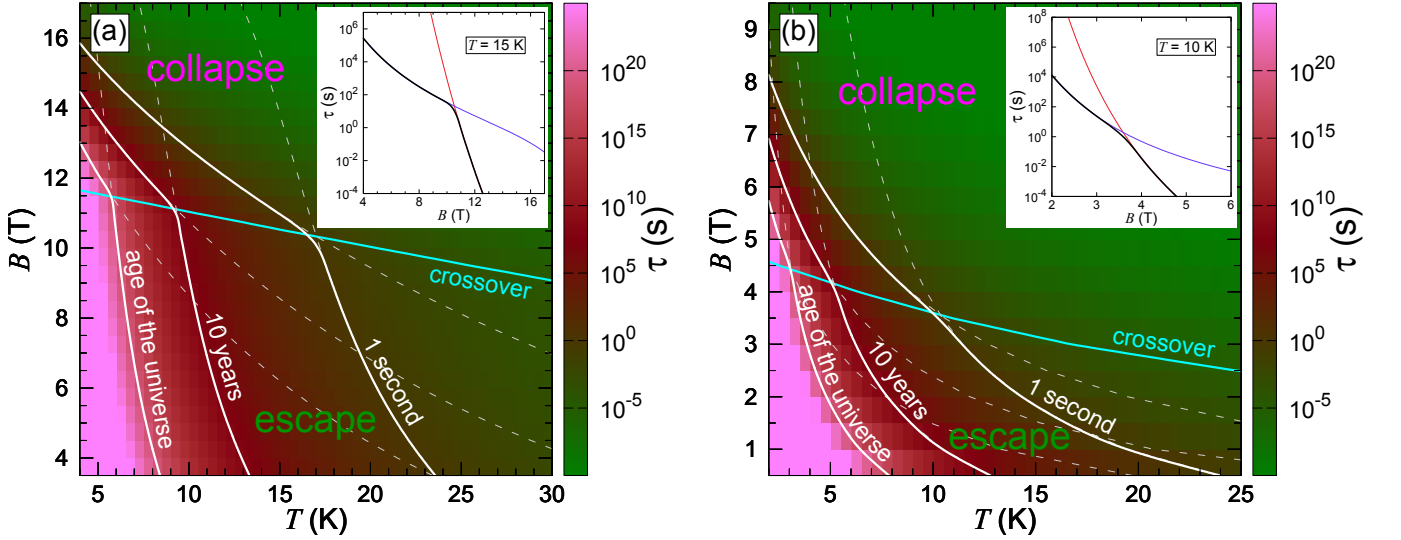 (a)
collapse
escape
crossover
age of the universe
10 years
1 second
16
14
12
10
8
6
4
B (T)
5
10
15
20
25
30
T (K)
T = 15 K
τ (s)
10^6
10^4
10^2
10^0
10^-2
10^-4
4
8
12
16
B (T)
10^20
10^15
10^10
10^5
10^0
10^-5
τ (s)
(b)
collapse
escape
crossover
age of the universe
10 years
1 second
9
8
7
6
5
4
3
2
1
B (T)
5
10
15
20
25
T (K)
T = 10 K
τ (s)
10^8
10^6
10^4
10^2
10^0
10^-2
10^-4
2
3
4
5
6
B (T)
10^20
10^15
10^10
10^5
10^0
10^-5
τ (s)